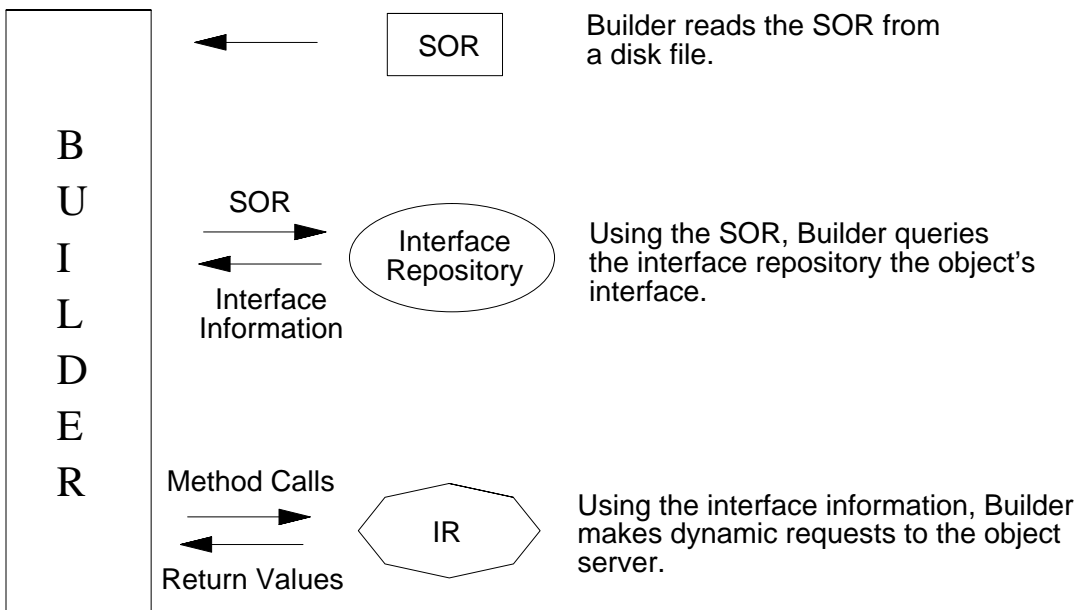 SOR
Builder reads the SOR from
a disk file.
B
U
I
L
D
E
R
SOR
Interface
Information
Interface
Repository
Using the SOR, Builder queries
the interface repository the object's
interface.
Method Calls
Return Values
IR
Using the interface information, Builder
makes dynamic requests to the object
server.